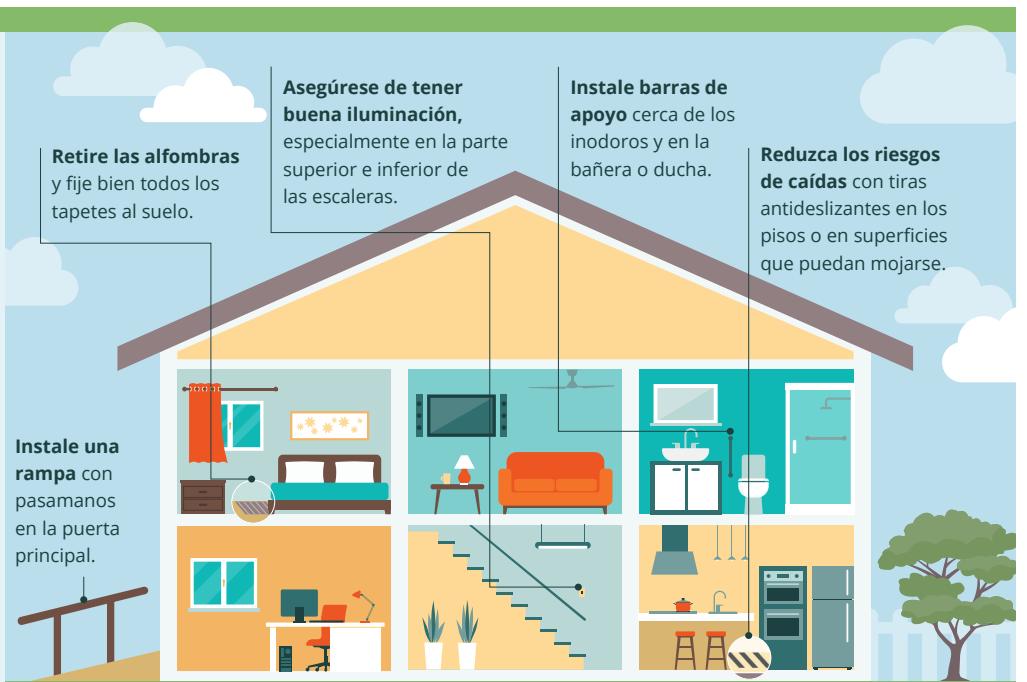 Retire las alfombras
y fije bien todos los
tapetes al suelo.
Asegúrese de tener
buena iluminación,
especialmente en la parte
superior e inferior de
las escaleras.
Instale barras de
apoyo cerca de los
inodoros y en la
bañera o ducha.
Reduzca los riesgos
de caídas con tiras
antideslizantes en los
pisos o en superficies
que puedan mojarse.
Instale una
rampa con
pasamanos
en la puerta
principal.